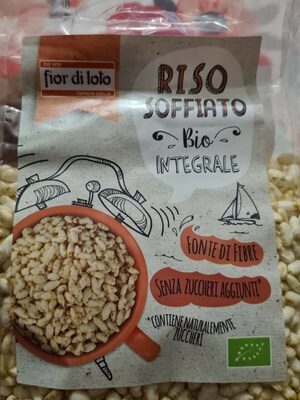 fior di loto
RISO
SOFFIATO
Bio
INTEGRALE
FONTE DI FIBRE
SENZA ZUCCHERI AGGIUNTI*
*CONTIENE NATURALMENTE
ZUCCHERI